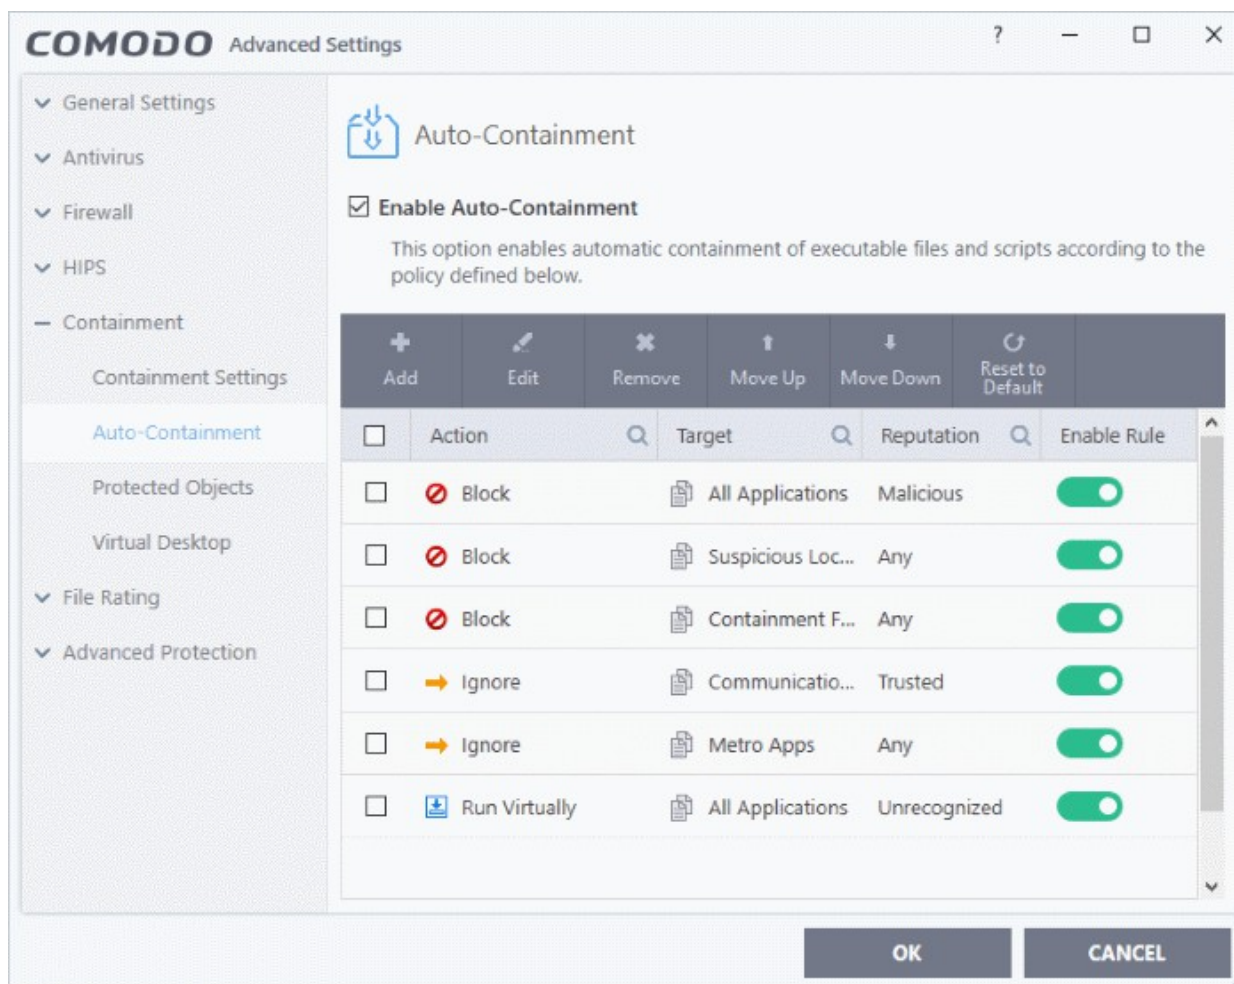 COMODO Advanced Settings ?
General Settings
Antivirus
Firewall
HIPS
Containment
Containment Settings
Auto-Containment
Protected Objects
Virtual Desktop
File Rating
Advanced Protection
Auto-Containment
Enable Auto-Containment
This option enables automatic containment of executable files and scripts according to the
policy defined below.
Add Edit Remove Move Up Move Down Reset to
Default
Action Target Reputation Enable Rule
Block All Applications Malicious
Block Suspicious Loc... Any
Block Containment F... Any
Ignore Communicatio... Trusted
Ignore Metro Apps Any
Run Virtually All Applications Unrecognized
OK CANCEL